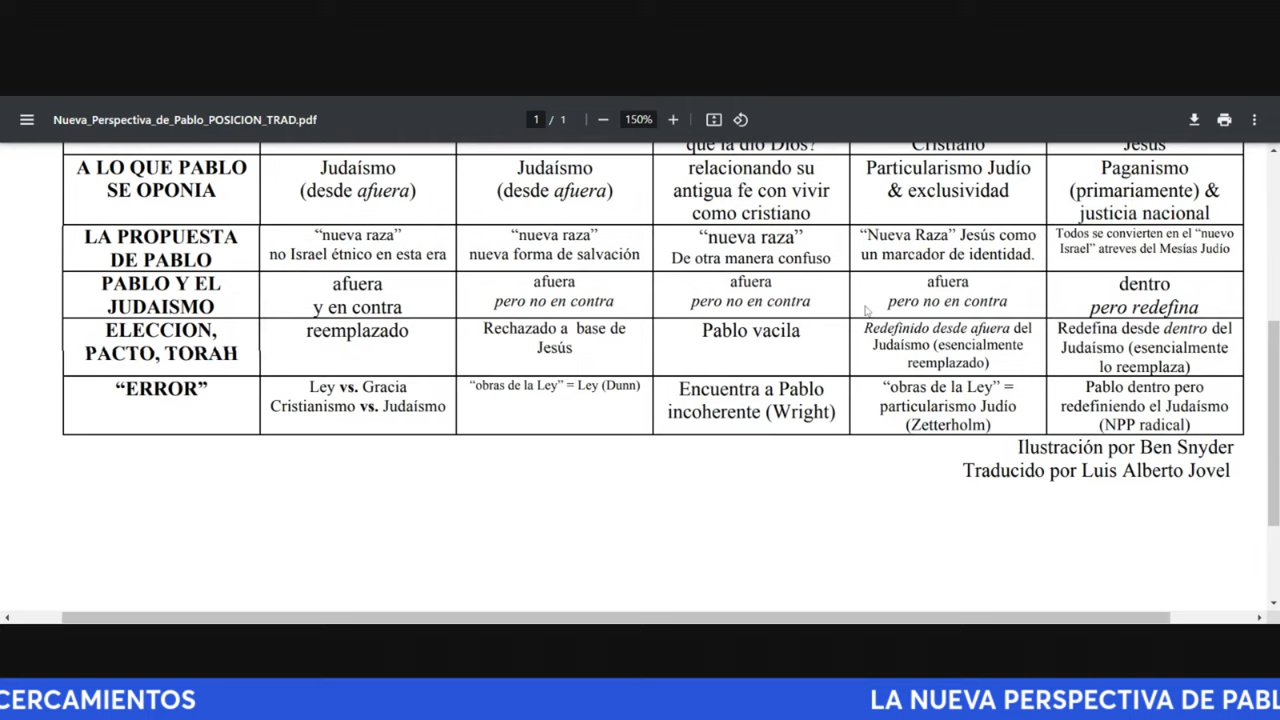 Nueva_Perspectiva_de_Pablo_POSICION_TRAD.pdf
1 / 1
150%
que la dio Dios?
Cristiano
Jesus
A LO QUE PABLO
SE OPONIA
Judaísmo
(desde afuera)
Judaísmo
(desde afuera)
relacionando su
antigua fe con vivir
como cristiano
Particularismo Judío
& exclusividad
Paganismo
(primariamente) &
justicia nacional
LA PROPUESTA
DE PABLO
“nueva raza”
no Israel étnico en esta era
“nueva raza”
nueva forma de salvación
“nueva raza”
De otra manera confuso
“Nueva Raza” Jesús como
un marcador de identidad.
Todos se convierten en el “nuevo
Israel” atreves del Mesías Judío
PABLO Y EL
JUDAISMO
afuera
y en contra
afuera
pero no en contra
afuera
pero no en contra
afuera
pero no en contra
dentro
pero redefina
ELECCION,
PACTO, TORAH
reemplazado
Rechazado a base de
Jesús
Pablo vacila
Redefinido desde afuera del
Judaísmo (esencialmente
reemplazado)
Redefina desde dentro del
Judaísmo (esencialmente
lo reemplaza)
“ERROR”
Ley vs. Gracia
Cristianismo vs. Judaísmo
“obras de la Ley” = Ley (Dunn)
Encuentra a Pablo
incoherente (Wright)
“obras de la Ley” =
particularismo Judío
(Zetterholm)
Pablo dentro pero
redefiniendo el Judaísmo
(NPP radical)
Ilustración por Ben Snyder
Traducido por Luis Alberto Jovel
CERCAMIENTOS
LA NUEVA PERSPECTIVA DE PABL